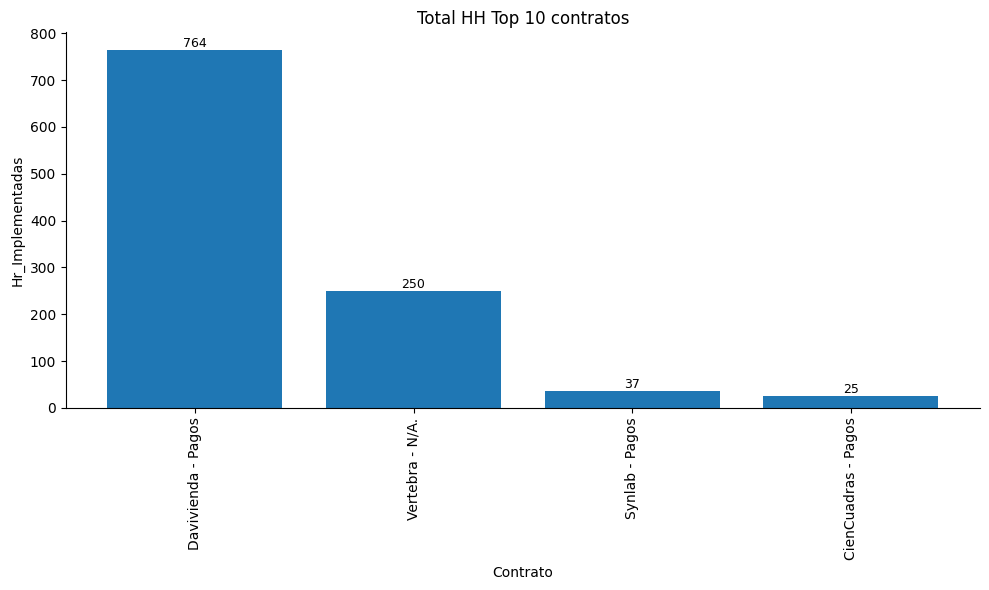 Total HH Top 10 contratos
800
700
600
500
400
300
200
100
0
Hr_Implementadas
764
250
37
25
Davivienda - Pagos
Vertebra - N/A.
Synlab - Pagos
CienCuadras - Pagos
Contrato